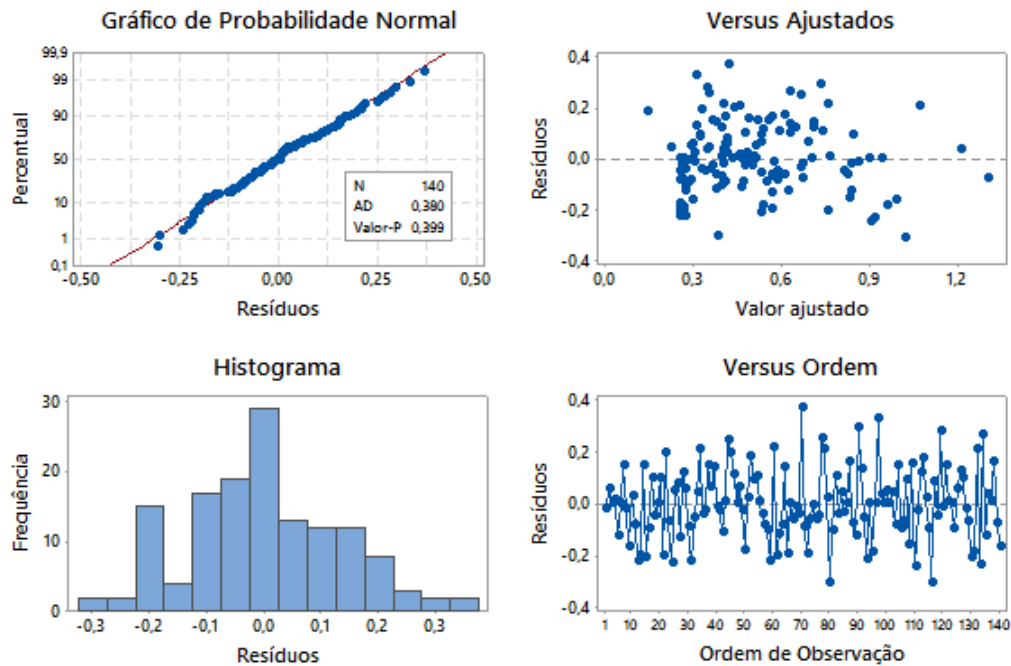 Gráfico de Probabilidade Normal
99,9
99
90
50
10
1
0,1
Percentual
N 140
AD 0,380
Valor-P 0,399
-0,50 -0,25 0,00 0,25 0,50
Resíduos
Versus Ajustados
0,4
0,2
0,0
-0,2
-0,4
Resíduos
0,0 0,3 0,6 0,9 1,2
Valor ajustado
Histograma
30
20
10
0
Frequência
-0,3 -0,2 -0,1 0,0 0,1 0,2 0,3
Resíduos
Versus Ordem
0,4
0,2
0,0
-0,2
-0,4
Resíduos
1 10 20 30 40 50 60 70 80 90 100 110 120 130 140
Ordem de Observação